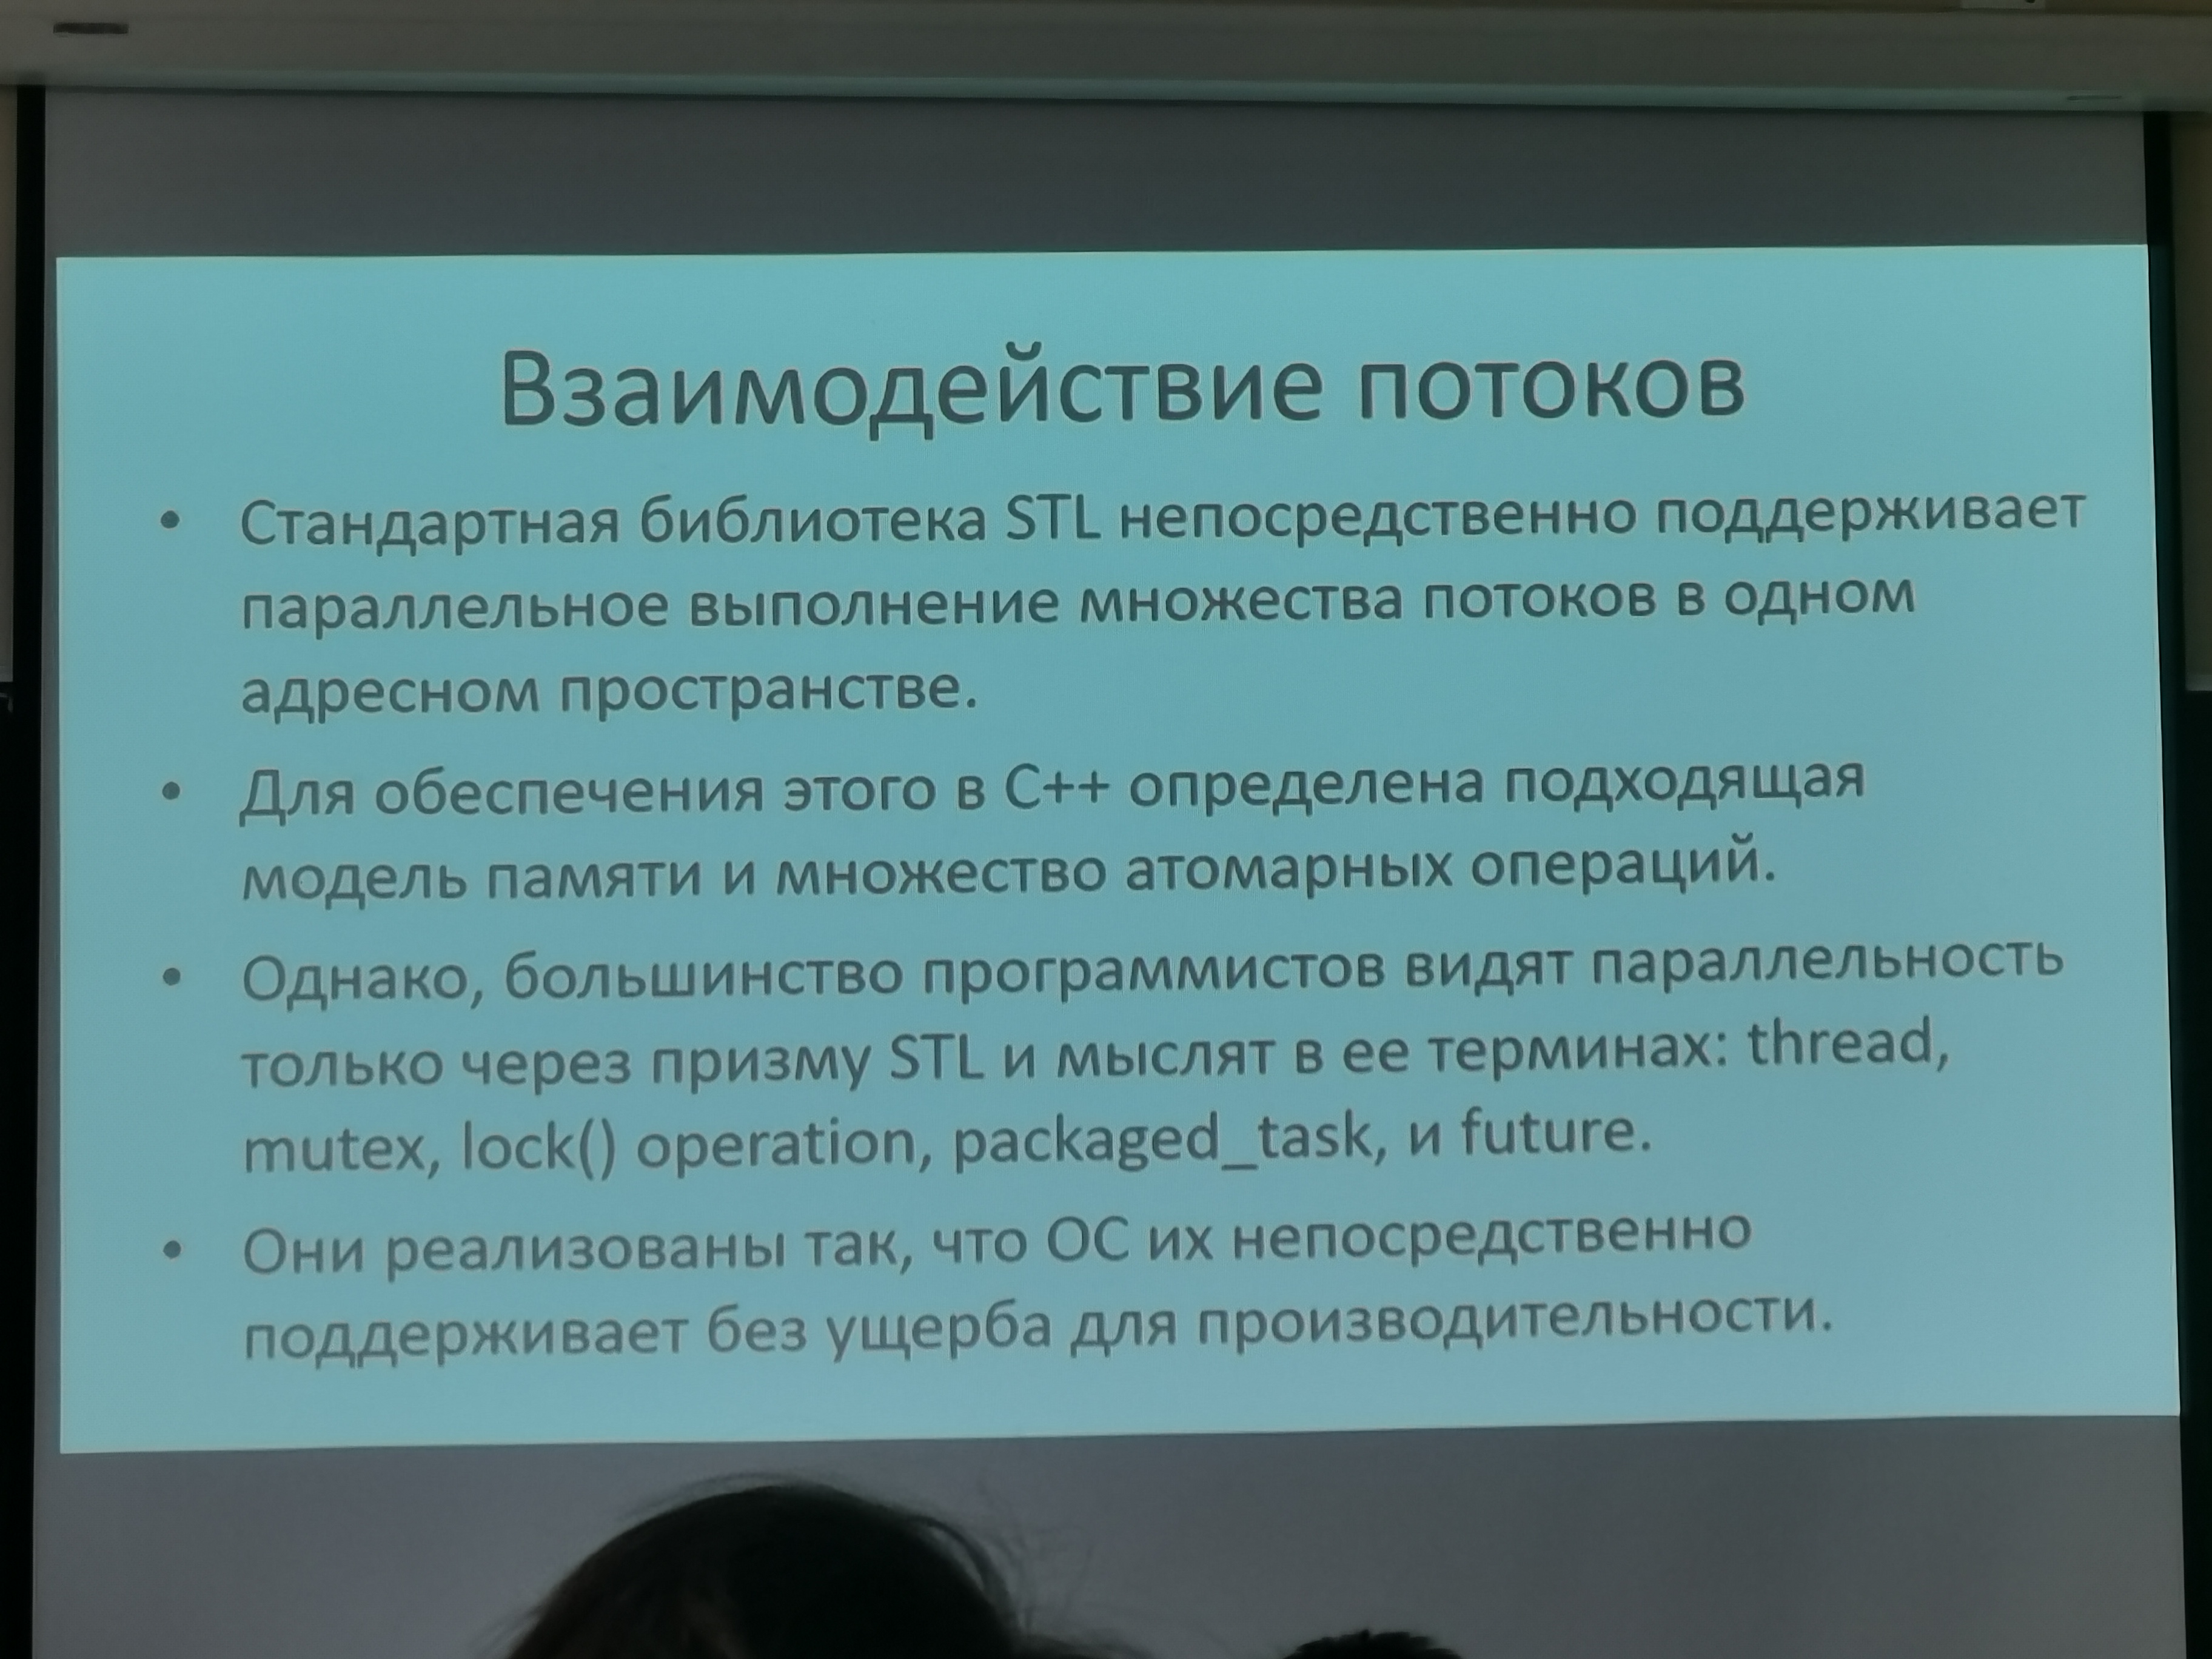 Взаимодействие потоков
• Стандартная библиотека STL непосредственно поддерживает
параллельное выполнение множества потоков в одном
адресном пространстве.
• Для обеспечения этого в C++ определена подходящая
модель памяти и множество атомарных операций.
• Однако, большинство программистов видят параллельность
только через призму STL и мыслят в ее терминах: thread,
mutex, lock() operation, packaged_task, и future.
• Они реализованы так, что ОС их непосредственно
поддерживает без ущерба для производительности.